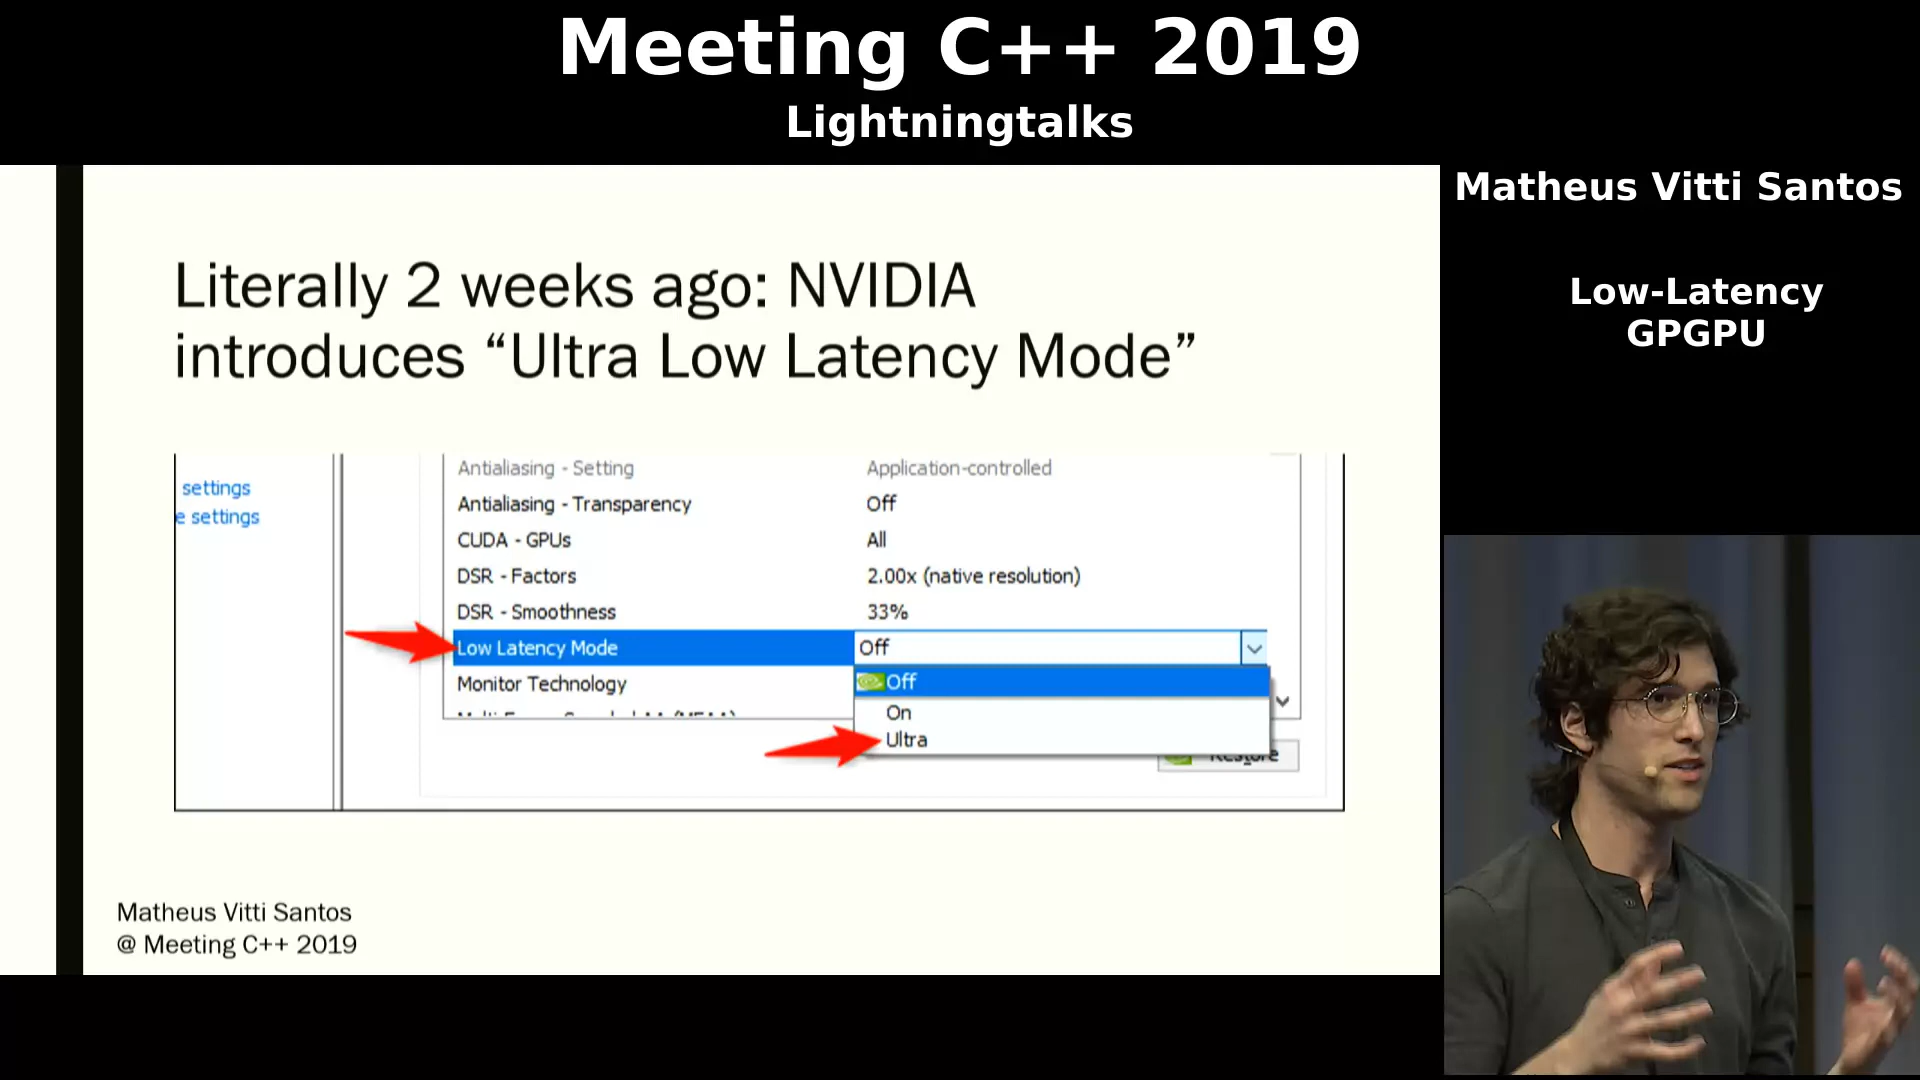 Meeting C++ 2019
Lightningtalks
Matheus Vitti Santos
Low-Latency
GPGPU
Literally 2 weeks ago: NVIDIA
introduces “Ultra Low Latency Mode”
settings
e settings
Antialiasing - Setting Application-controlled
Antialiasing - Transparency Off
CUDA - GPUs All
DSR - Factors 2.00x (native resolution)
DSR - Smoothness 33%
Low Latency Mode Off
Monitor Technology
Off
On
Ultra
Restore
Matheus Vitti Santos
@ Meeting C++ 2019